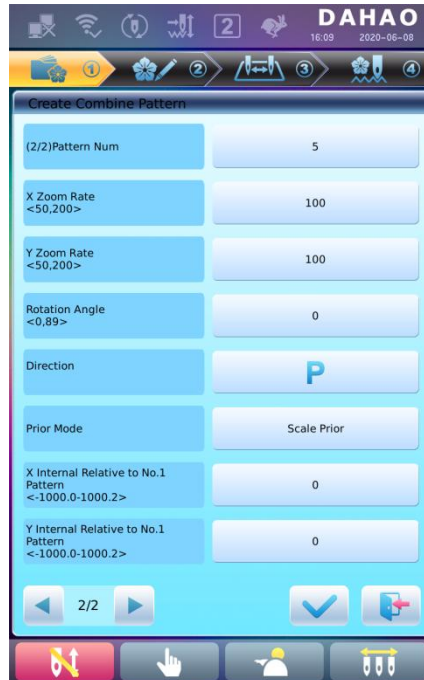 2
DAHAO
16:09 2020-06-08
1 2 3 4
Create Combine Pattern
(2/2)Pattern Num
5
X Zoom Rate
<50,200>
100
Y Zoom Rate
<50,200>
100
Rotation Angle
<0,89>
0
Direction
P
Prior Mode
Scale Prior
X Internal Relative to No.1
Pattern
<-1000.0-1000.2>
0
Y Internal Relative to No.1
Pattern
<-1000.0-1000.2>
0
2/2